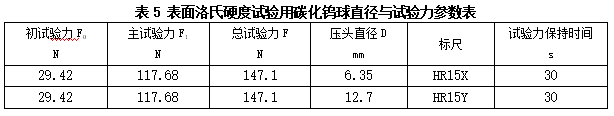 表 5 表面洛氏硬度试验用碳化钨球直径与试验力参数表
初试验力 F₀ 主试验力 F₁ 总试验力 F 压头直径 D 标尺 试验力保持时间
N N N mm s
29.42 117.68 147.1 6.35 HR15X 30
29.42 117.68 147.1 12.7 HR15Y 30